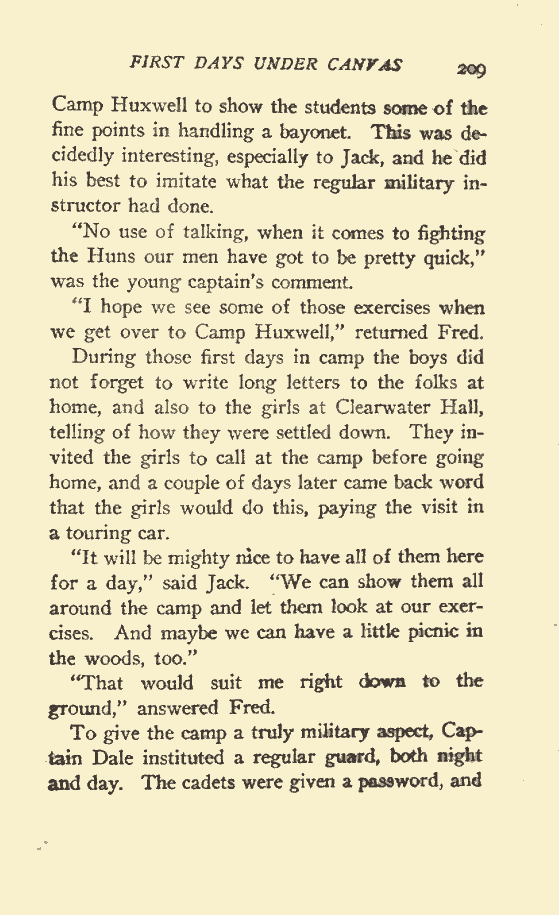 FIRST DAYS UNDER CANVAS 209
Camp Huxwell to show the students some of the
fine points in handling a bayonet. This was de-
cidedly interesting, especially to Jack, and he did
his best to imitate what the regular military in-
structor had done.
"No use of talking, when it comes to fighting
the Huns our men have got to be pretty quick,"
was the young captain's comment.
"I hope we see some of those exercises when
we get over to Camp Huxwell," returned Fred.
During those first days in camp the boys did
not forget to write long letters to the folks at
home, and also to the girls at Clearwater Hall,
telling of how they were settled down. They in-
vited the girls to call at the camp before going
home, and a couple of days later came back word
that the girls would do this, paying the visit in
a touring car.
"It will be mighty nice to have all of them here
for a day," said Jack. "We can show them all
around the camp and let them look at our exer-
cises. And maybe we can have a little picnic in
the woods, too."
"That would suit me right down to the
ground," answered Fred.
To give the camp a truly military aspect, Cap-
tain Dale instituted a regular guard, both night
and day. The cadets were given a password, and